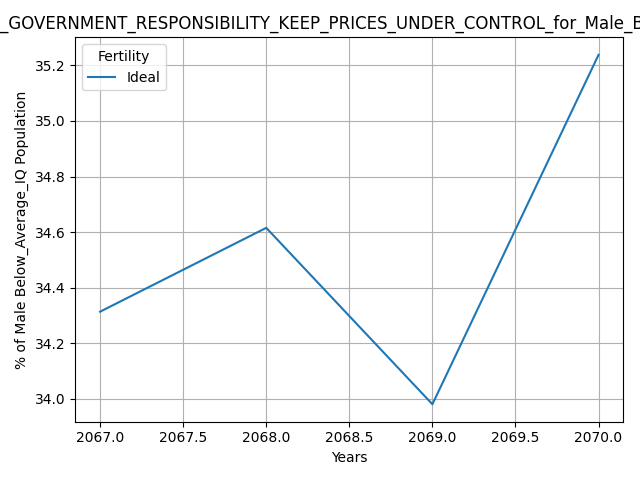 _GOVERNMENT_RESPONSIBILITY_KEEP_PRICES_UNDER_CONTROL_for_Male_B
Fertility
Ideal
% of Male Below_Average_IQ Population
35.2
35.0
34.8
34.6
34.4
34.2
34.0
2067.0 2067.5 2068.0 2068.5 2069.0 2069.5 2070.0
Years